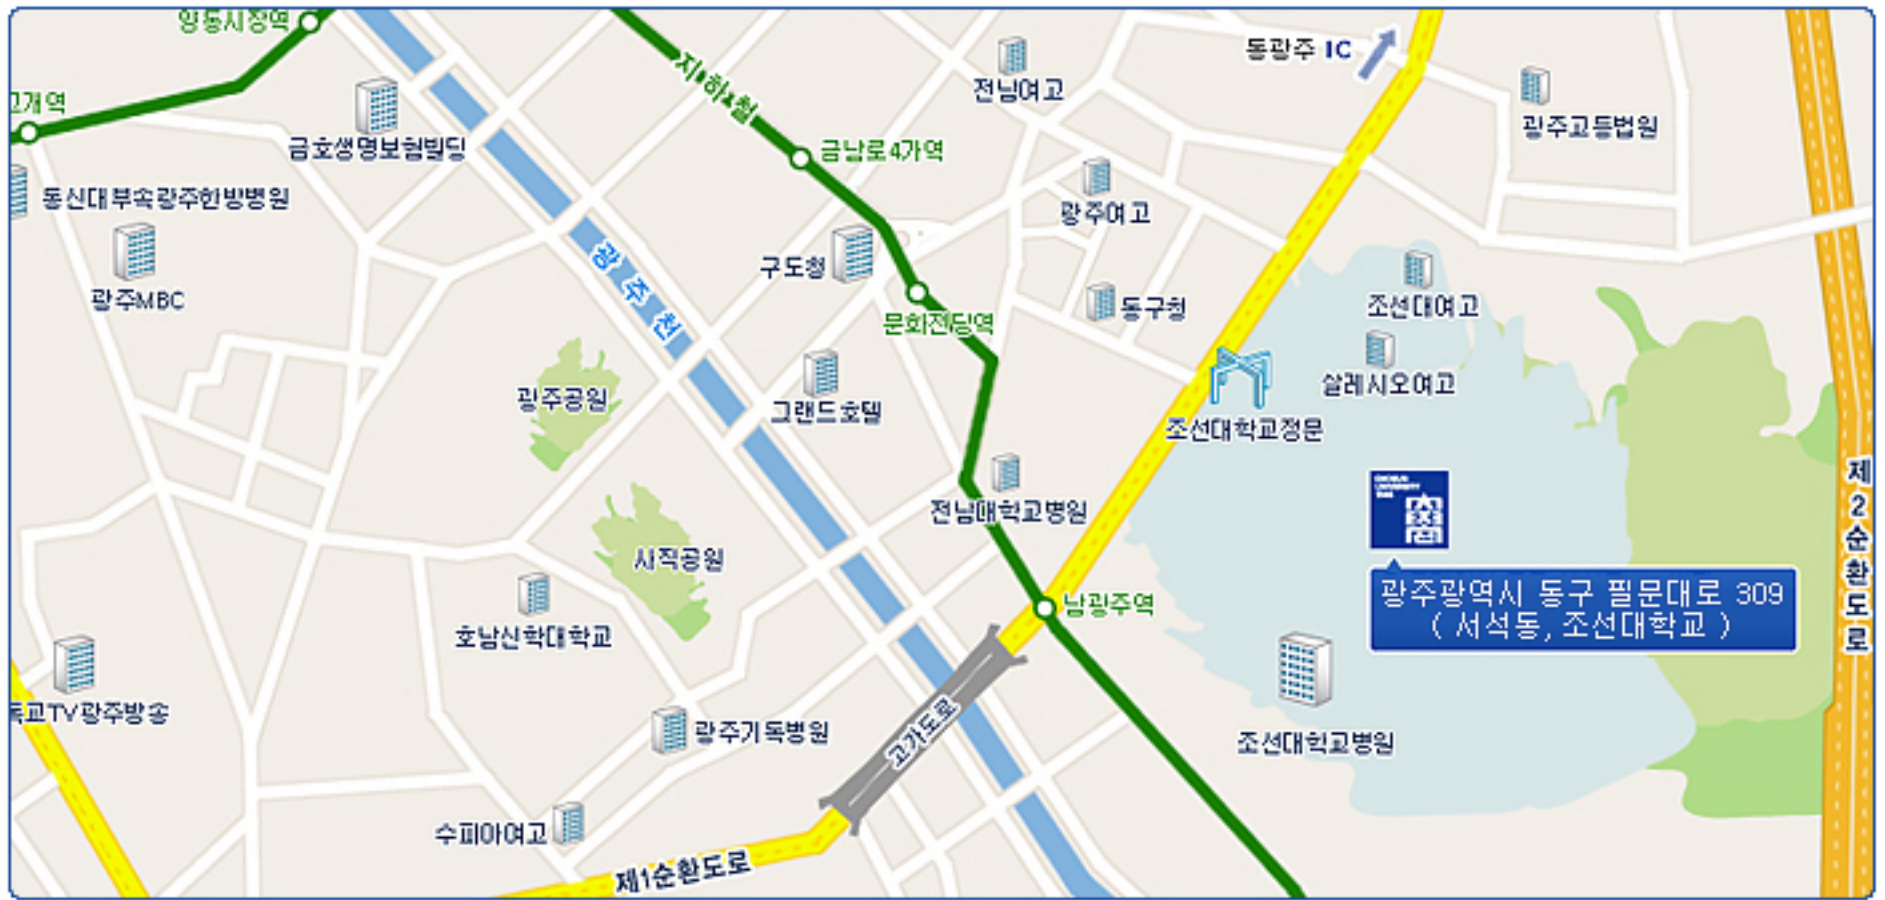 양동시장역
동광주 IC
지하철
전남여고
개역
광주고등법원
금호생명보험빌딩
금남로4가역
동신대부속광주한방병원
광주여고
광주천
구도청
광주MBC
조선대여고
동구청
문화전당역
살레시오여고
광주공원
그랜드호텔
조선대학교정문
제2순환도로
전남대학교병원
사직공원
광주광역시 동구 필문대로 309
( 서석동, 조선대학교 )
남광주역
호남신학대학교
교TV광주방송
고가도로
광주기독병원
조선대학교병원
수피아여고
제1순환도로